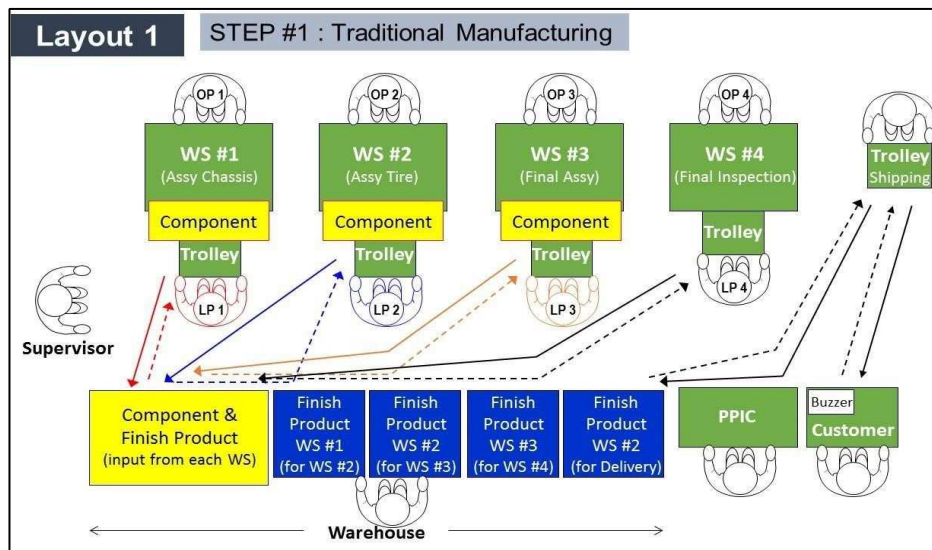 Layout 1
STEP #1 : Traditional Manufacturing
OP 1
OP 2
OP 3
OP 4
WS #1
(Assy Chassis)
WS #2
(Assy Tire)
WS #3
(Final Assy)
WS #4
(Final Inspection)
Trolley
Shipping
Component
Component
Component
Trolley
Trolley
Trolley
Trolley
LP 1
LP 2
LP 3
LP 4
Supervisor
Component &
Finish Product
(input from each WS)
Finish
Product
WS #1
(for WS #2)
Finish
Product
WS #2
(for WS #3)
Finish
Product
WS #3
(for WS #4)
Finish
Product
WS #2
(for Delivery)
PPIC
Buzzer
Customer
Warehouse